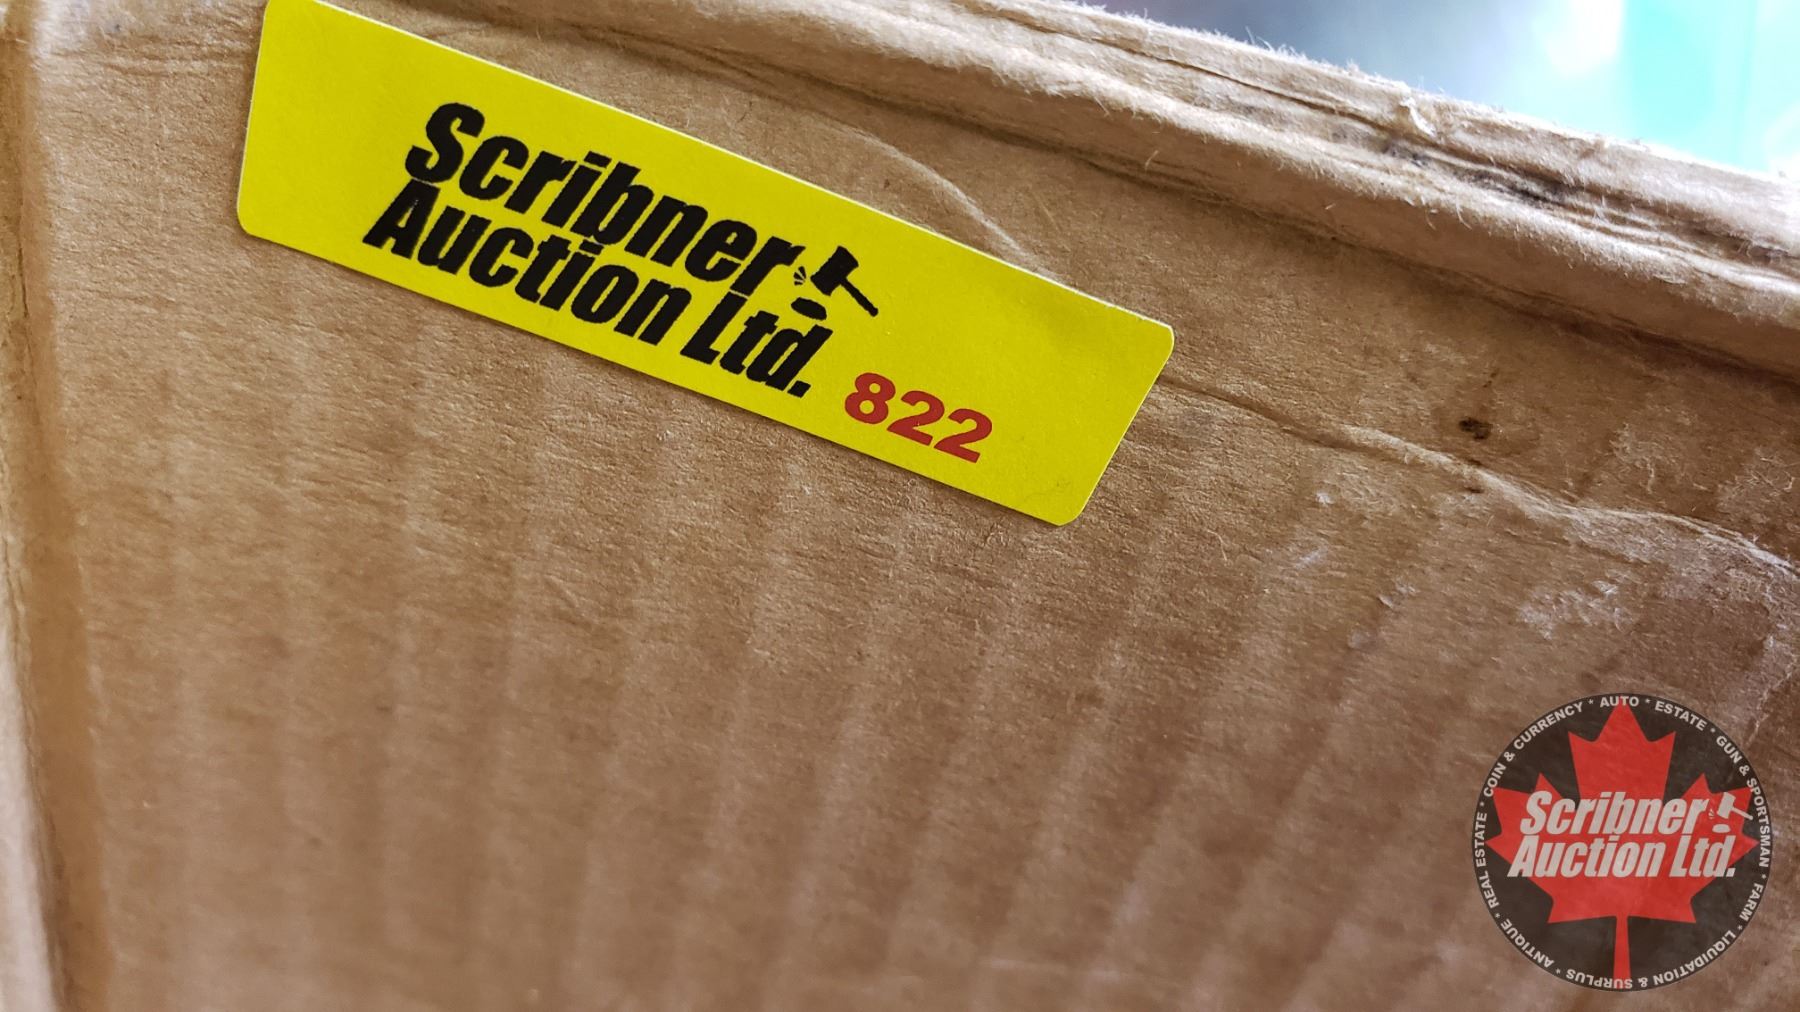 Scribner
Auction Ltd.
822
REAL ESTATE * COIN & CURRENCY * AUTO * ESTATE * GUN & SPORTSMAN * FARM * LIQUIDATION & SURPLUS * ANTIQUE *
Scribner
Auction Ltd.